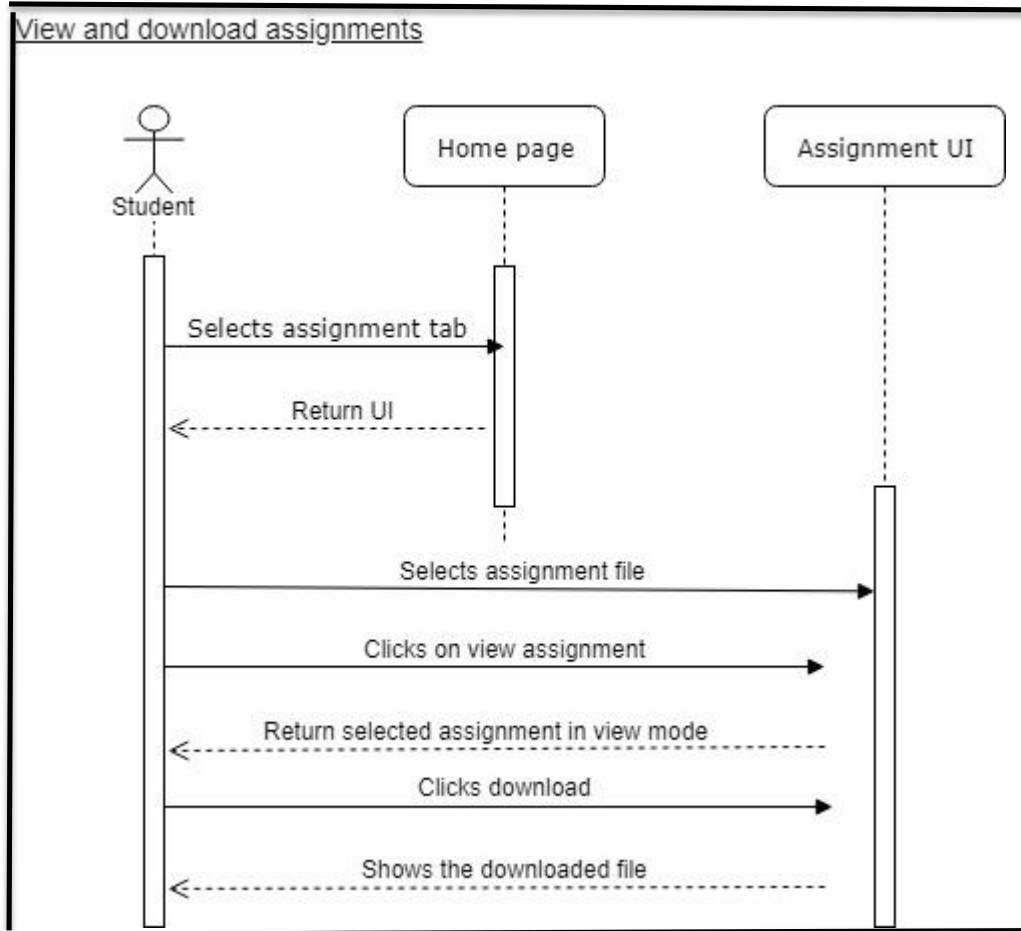 View and download assignments
Student
Home page
Assignment UI
Selects assignment tab
Return UI
Selects assignment file
Clicks on view assignment
Return selected assignment in view mode
Clicks download
Shows the downloaded file